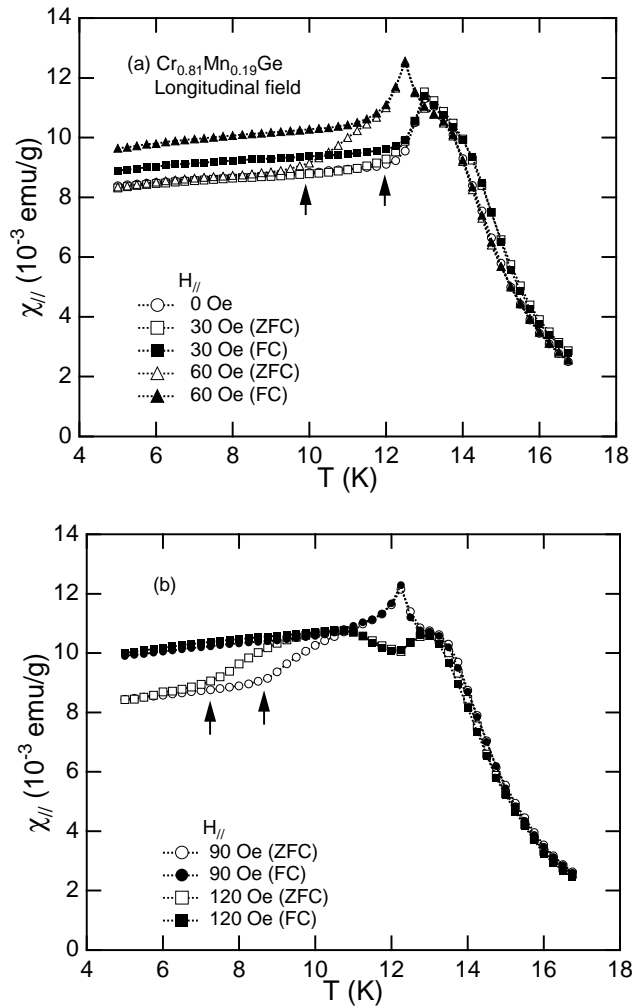 14
12
10
8
6
4
2
0
χ// (10⁻³ emu/g)
(a) Cr₀.₈₁Mn₀.₁₉Ge
Longitudinal field
H//
0 Oe
30 Oe (ZFC)
30 Oe (FC)
60 Oe (ZFC)
60 Oe (FC)
4 6 8 10 12 14 16 18
T (K)
14
12
10
8
6
4
2
0
χ// (10⁻³ emu/g)
(b)
H//
90 Oe (ZFC)
90 Oe (FC)
120 Oe (ZFC)
120 Oe (FC)
4 6 8 10 12 14 16 18
T (K)